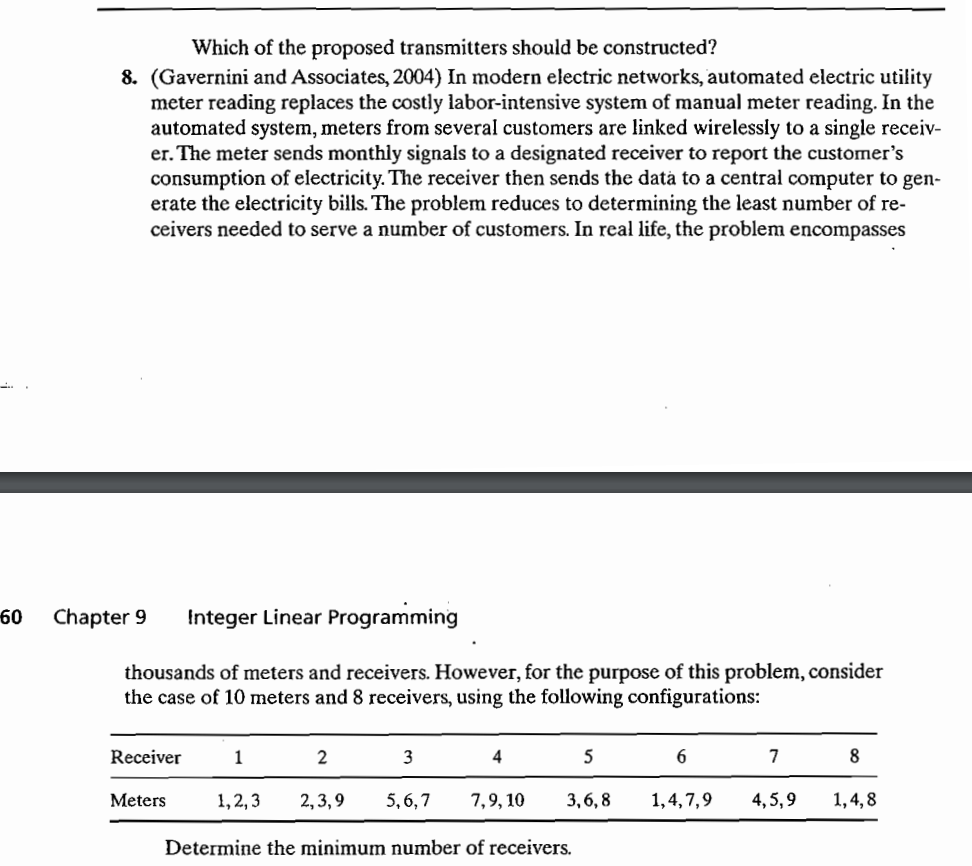 Which of the proposed transmitters should be constructed?
8. (Gavernini and Associates, 2004) In modern electric networks, automated electric utility
meter reading replaces the costly labor-intensive system of manual meter reading. In the
automated system, meters from several customers are linked wirelessly to a single receiv-
er. The meter sends monthly signals to a designated receiver to report the customer's
consumption of electricity. The receiver then sends the data to a central computer to gen-
erate the electricity bills. The problem reduces to determining the least number of re-
ceivers needed to serve a number of customers. In real life, the problem encompasses
60 Chapter 9 Integer Linear Programming
thousands of meters and receivers. However, for the purpose of this problem, consider
the case of 10 meters and 8 receivers, using the following configurations:
Receiver 1 2 3 4 5 6 7 8
Meters 1, 2, 3 2, 3, 9 5, 6, 7 7, 9, 10 3, 6, 8 1, 4, 7, 9 4, 5, 9 1, 4, 8
Determine the minimum number of receivers.